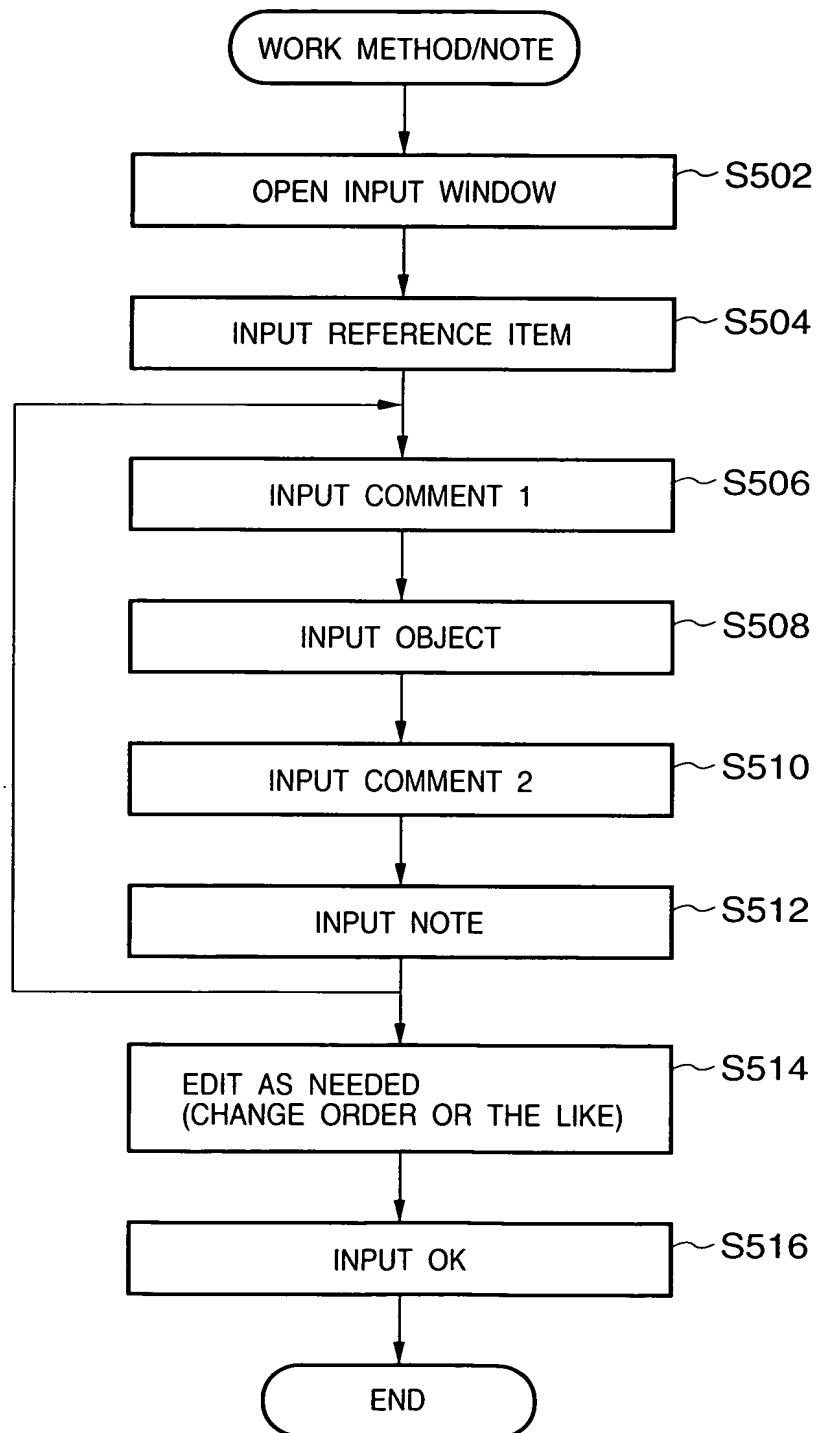 WORK METHOD/NOTE
OPEN INPUT WINDOW
S502
INPUT REFERENCE ITEM
S504
INPUT COMMENT 1
S506
INPUT OBJECT
S508
INPUT COMMENT 2
S510
INPUT NOTE
S512
EDIT AS NEEDED
(CHANGE ORDER OR THE LIKE)
S514
INPUT OK
S516
END